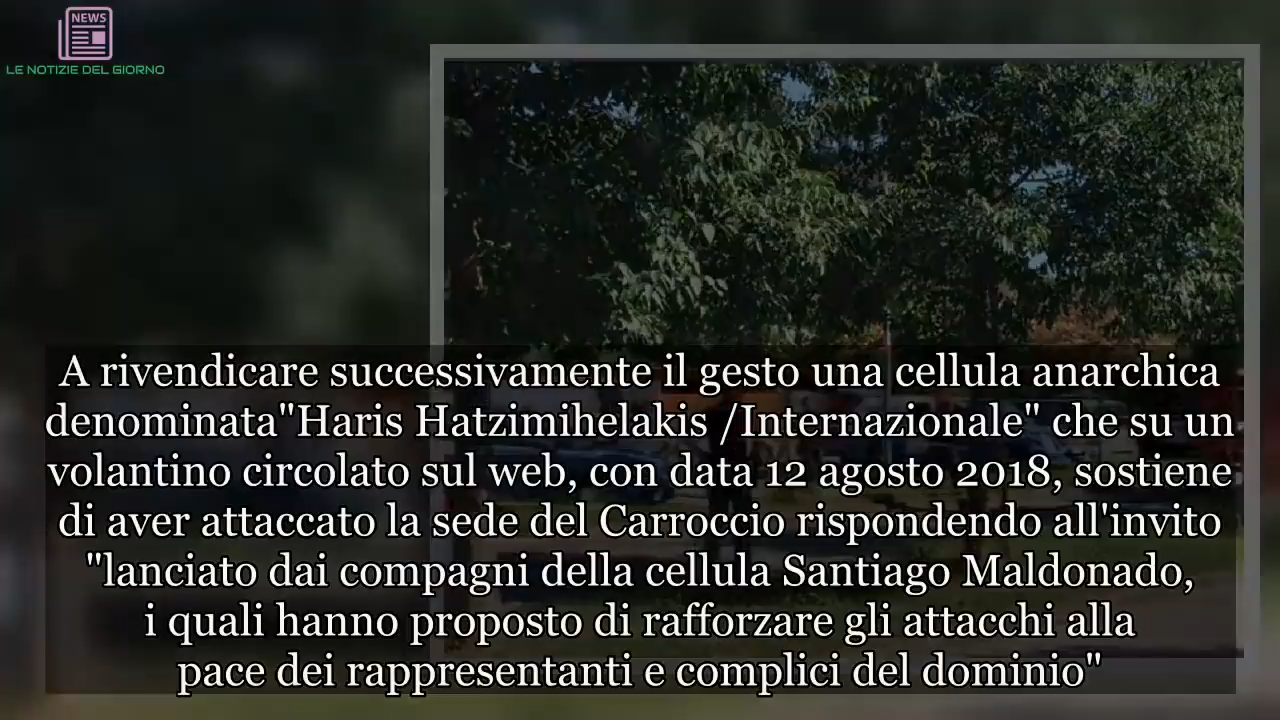 NEWS
LE NOTIZIE DEL GIORNO
A rivendicare successivamente il gesto una cellula anarchica
denominata"Haris Hatzimihelakis /Internazionale" che su un
volantino circolato sul web, con data 12 agosto 2018, sostiene
di aver attaccato la sede del Carroccio rispondendo all'invito
"lanciato dai compagni della cellula Santiago Maldonado,
i quali hanno proposto di rafforzare gli attacchi alla
pace dei rappresentanti e complici del dominio"